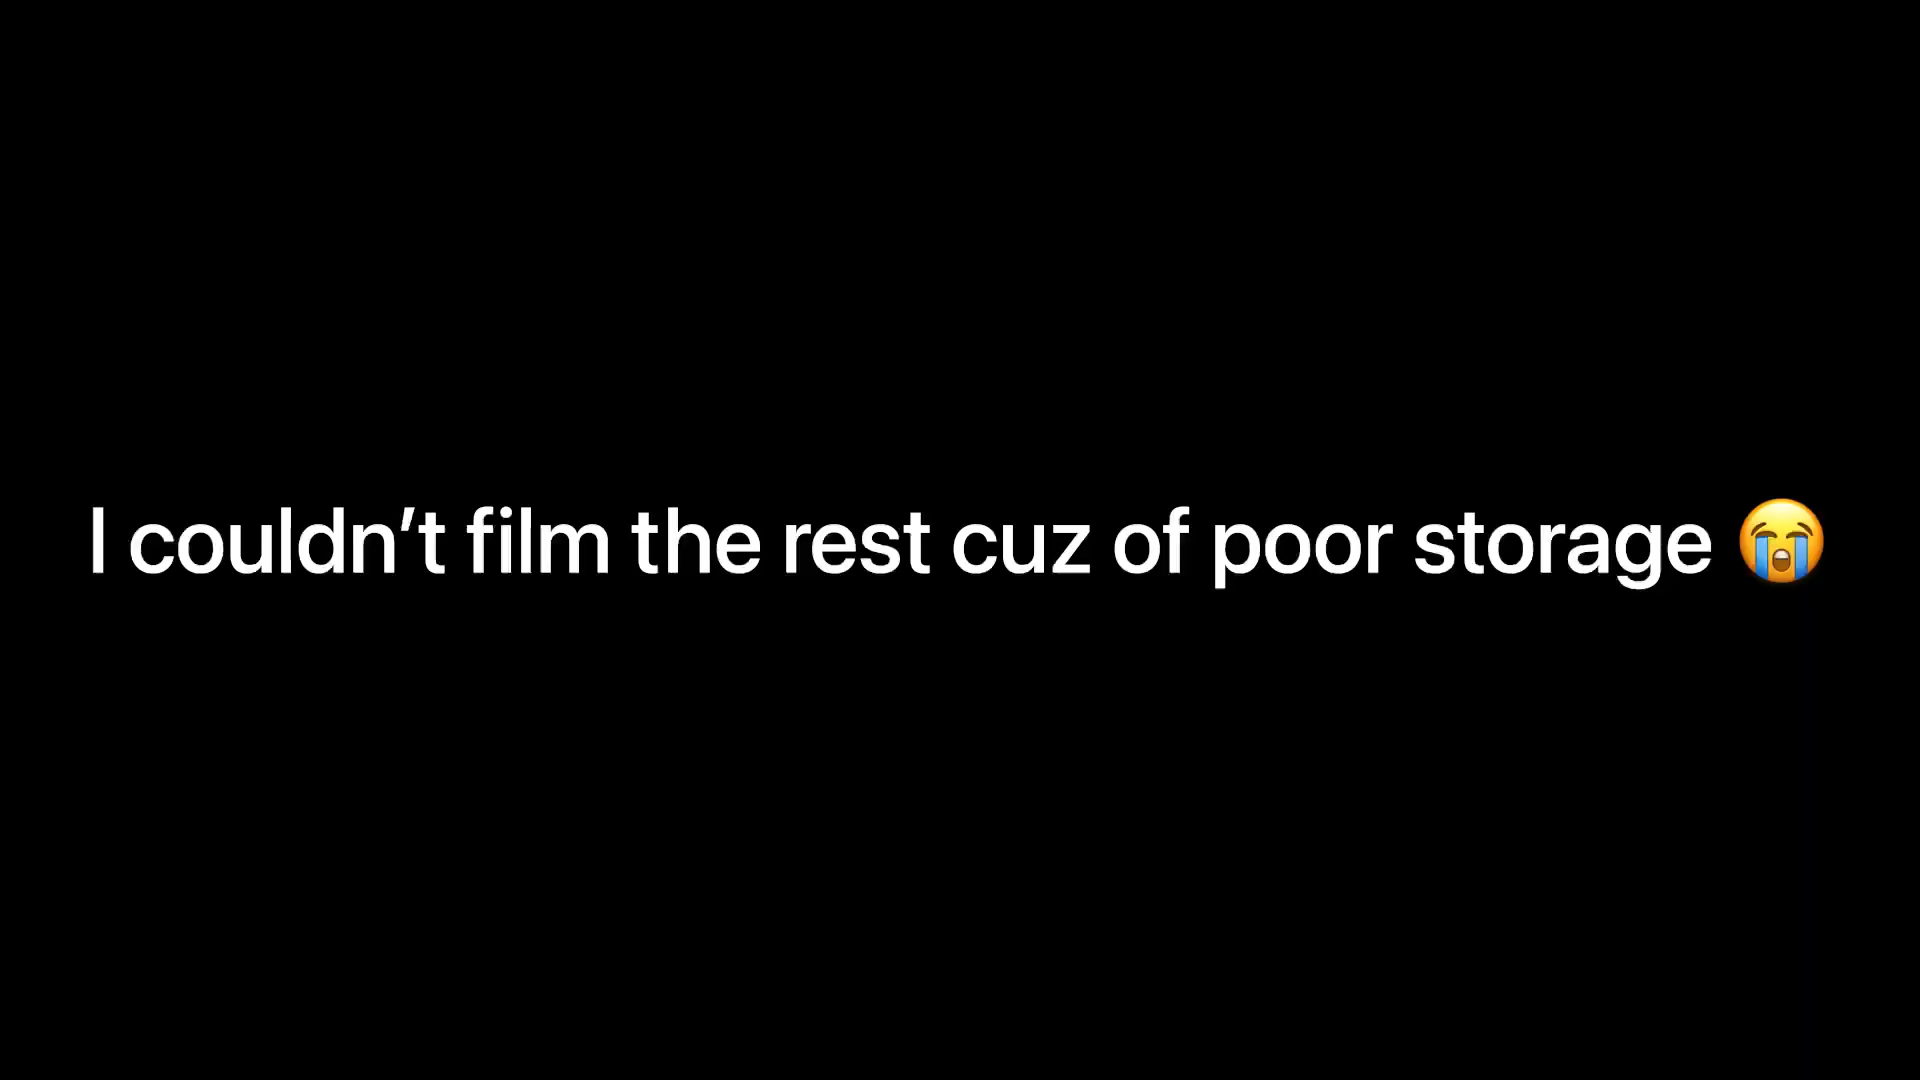 I couldn’t film the rest cuz of poor storage 😭